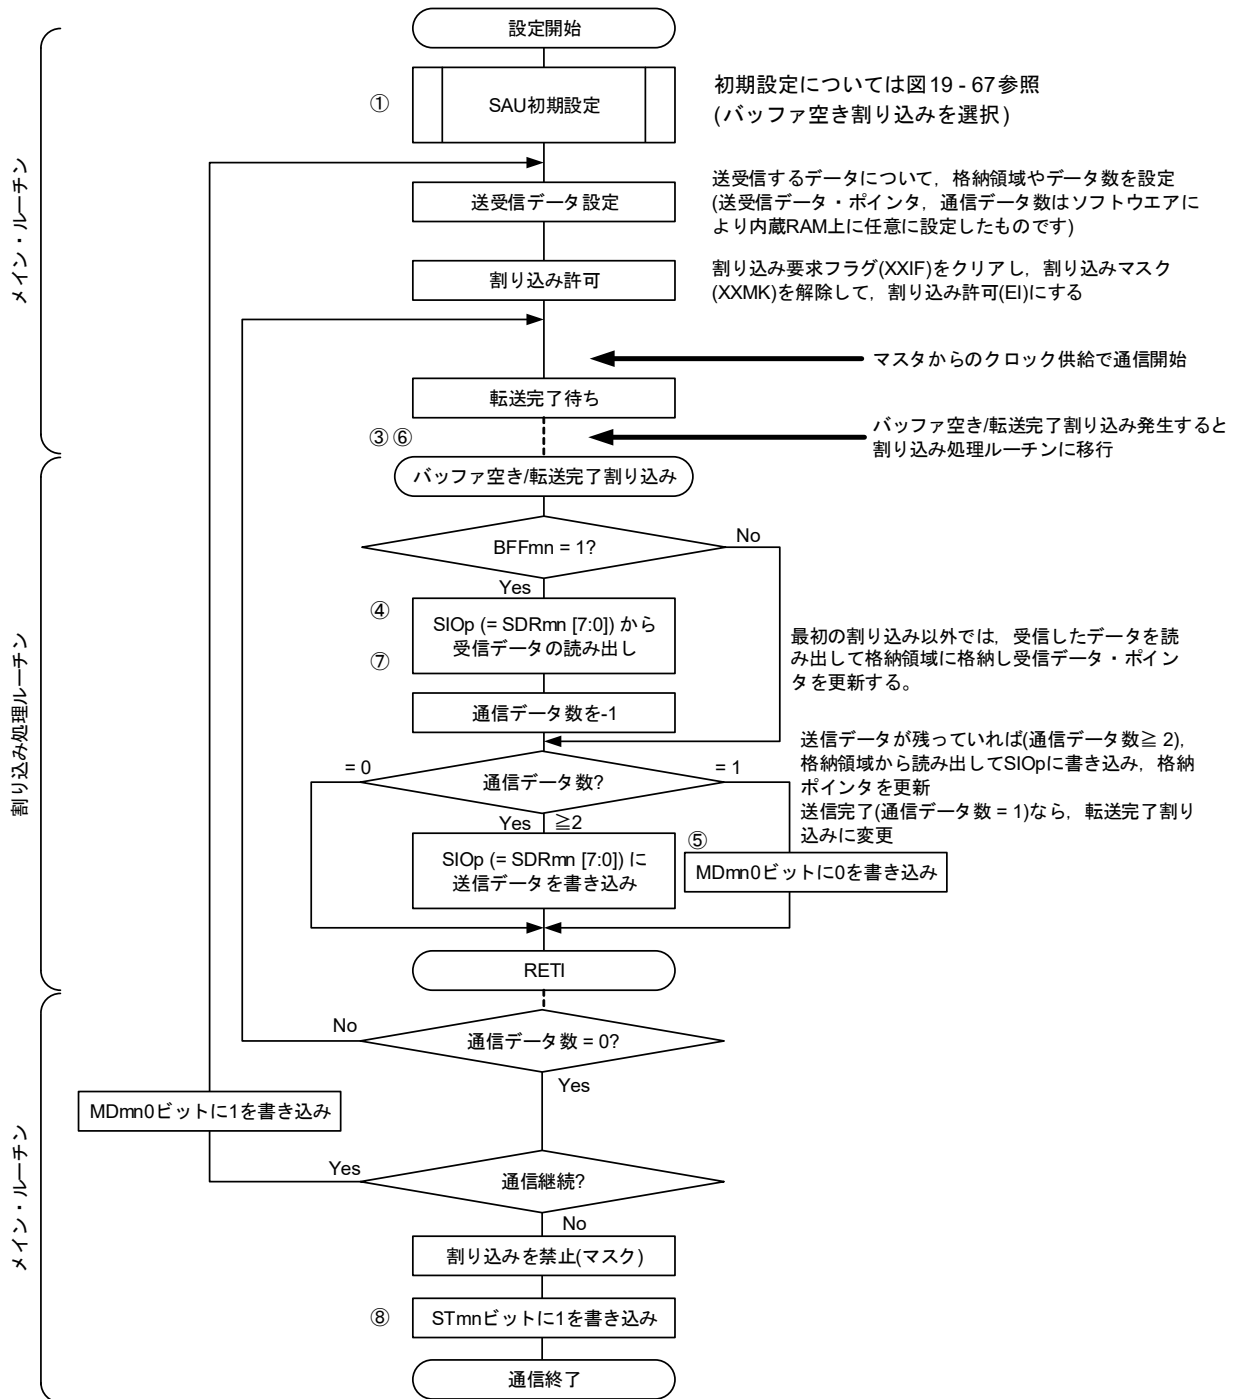 設定開始
①
SAU初期設定
初期設定については図19 - 67参照
(バッファ空き割り込みを選択)
メイン・ルーチン
送受信データ設定
送受信するデータについて，格納領域やデータ数を設定
(送受信データ・ポインタ，通信データ数はソフトウエアに
より内蔵RAM上に任意に設定したものです)
割り込み許可
割り込み要求フラグ(XXIF)をクリアし，割り込みマスク
(XXMK)を解除して，割り込み許可(EI)にする
マスタからのクロック供給で通信開始
転送完了待ち
③⑥
バッファ空き/転送完了割り込み発生すると
割り込み処理ルーチンに移行
バッファ空き/転送完了割り込み
割り込み処理ルーチン
BFFmn = 1?
No
Yes
④
SIOp (= SDRmn [7:0]) から
受信データの読み出し
⑦
最初の割り込み以外では，受信したデータを読
み出して格納領域に格納し受信データ・ポイン
タを更新する。
通信データ数を-1
= 0
通信データ数?
= 1
送信データが残っていれば(通信データ数≧ 2),
格納領域から読み出してSIOpに書き込み，格納
ポインタを更新
送信完了(通信データ数 = 1)なら，転送完了割り
込みに変更
Yes ≧2
SIOp (= SDRmn [7:0]) に
送信データを書き込み
⑤
MDmn0ビットに0を書き込み
RETI
メイン・ルーチン
No
通信データ数 = 0?
Yes
MDmn0ビットに1を書き込み
Yes
通信継続?
No
割り込みを禁止(マスク)
⑧
STmnビットに1を書き込み
通信終了